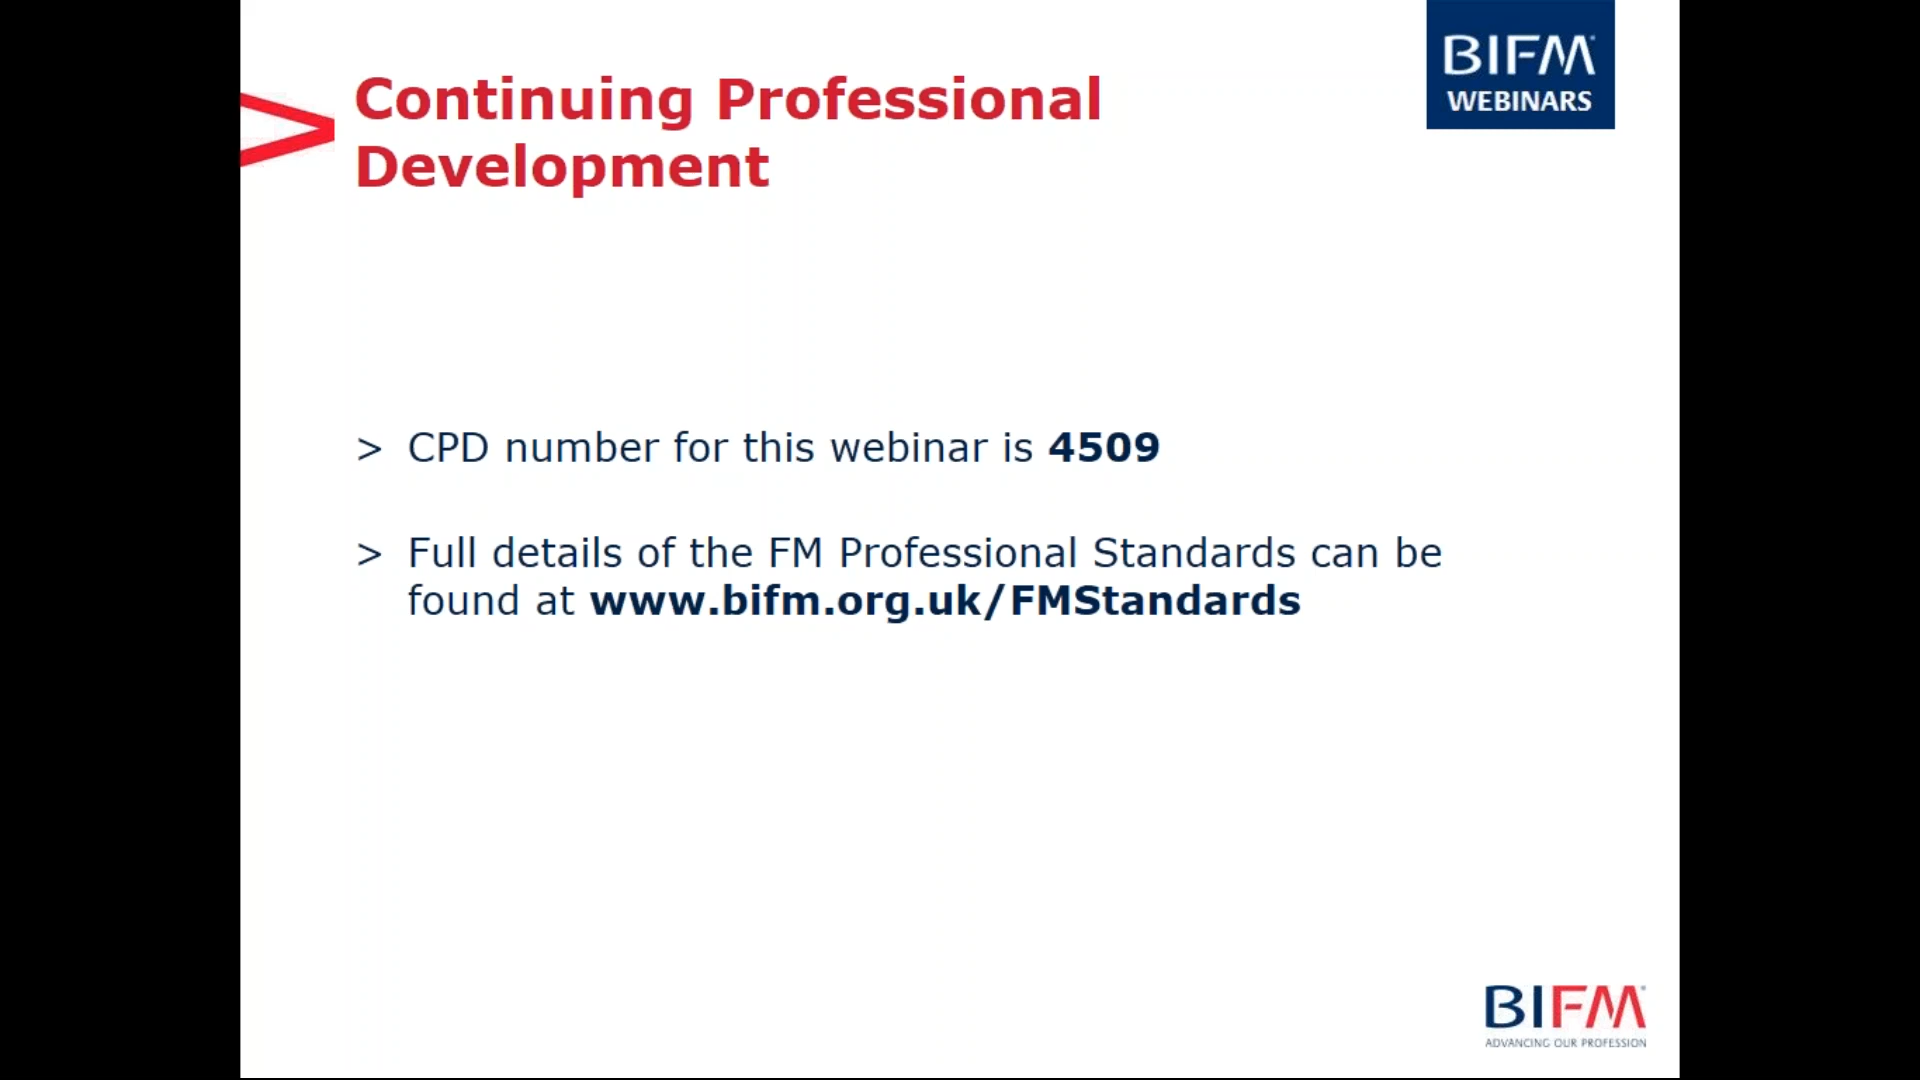 Continuing Professional
Development
BIFM
WEBINARS
> CPD number for this webinar is 4509
> Full details of the FM Professional Standards can be
found at www.bifm.org.uk/FMStandards
BIFM
ADVANCING OUR PROFESSION